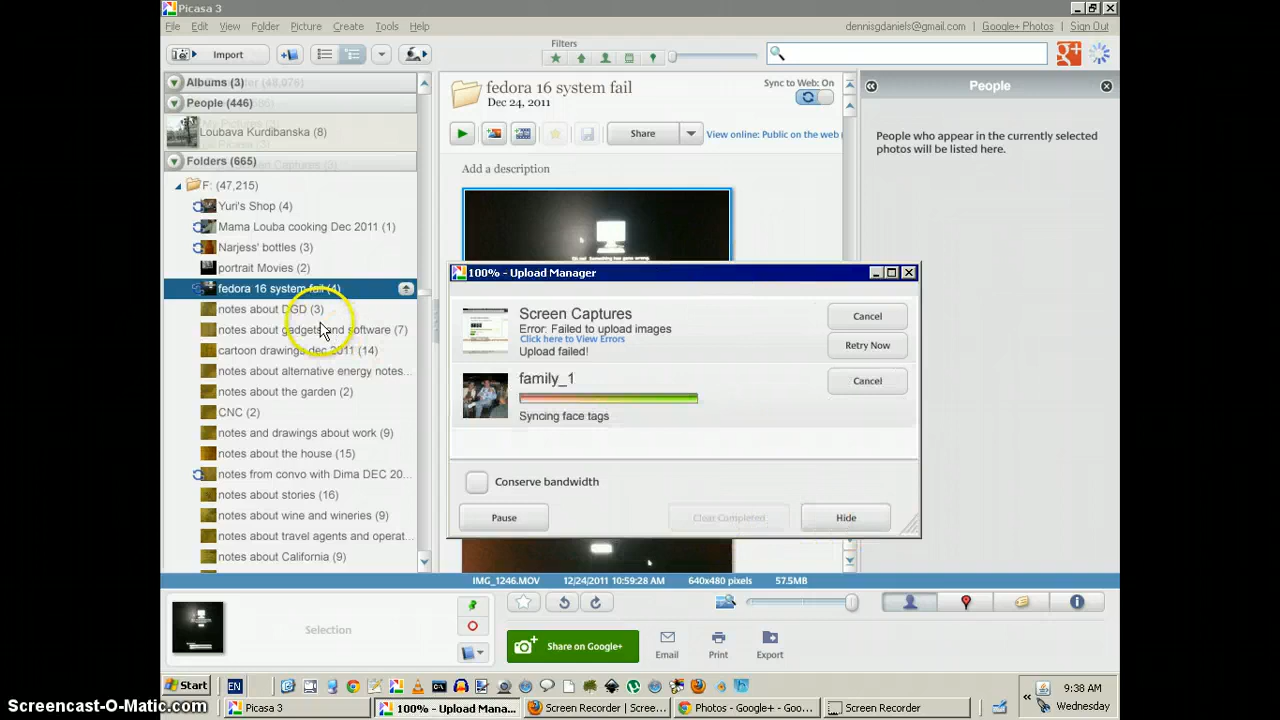 Picasa 3
File Edit View Folder Picture Create Tools Help
dennisgdaniels@gmail.com Google+ Photos Sign Out
Import
Filters
Albums (3)
People (446)
Loubava Kurdibanska (8)
Folders (665)
F: (47,215)
Yuri's Shop (4)
Mama Louba cooking Dec 2011 (1)
Narjess' bottles (3)
portrait Movies (2)
fedora 16 system fail (4)
notes about DGD (3)
notes about gadgets and software (7)
cartoon drawings dec 2011 (14)
notes about alternative energy notes...
notes about the garden (2)
CNC (2)
notes and drawings about work (9)
notes about the house (15)
notes from convo with Dima DEC 20...
notes about stories (16)
notes about wine and wineries (9)
notes about travel agents and operat...
notes about California (9)
fedora 16 system fail
Dec 24, 2011
Sync to Web: On
Share
View online: Public on the web
Add a description
People
People who appear in the currently selected
photos will be listed here.
100% - Upload Manager
Screen Captures
Error: Failed to upload images
Click here to View Errors
Upload failed!
Cancel
Retry Now
family_1
Syncing face tags
Cancel
Conserve bandwidth
Pause
Clear Completed
Hide
IMG_1246.MOV 12/24/2011 10:59:28 AM 640x480 pixels 57.5MB
Selection
Share on Google+
Email
Print
Export
Start
EN
9:38 AM
Wednesday
Picasa 3
100% - Upload Mana...
Screen Recorder | Scree...
Photos - Google+ - Goo...
Screen Recorder
Screencast-O-Matic.com